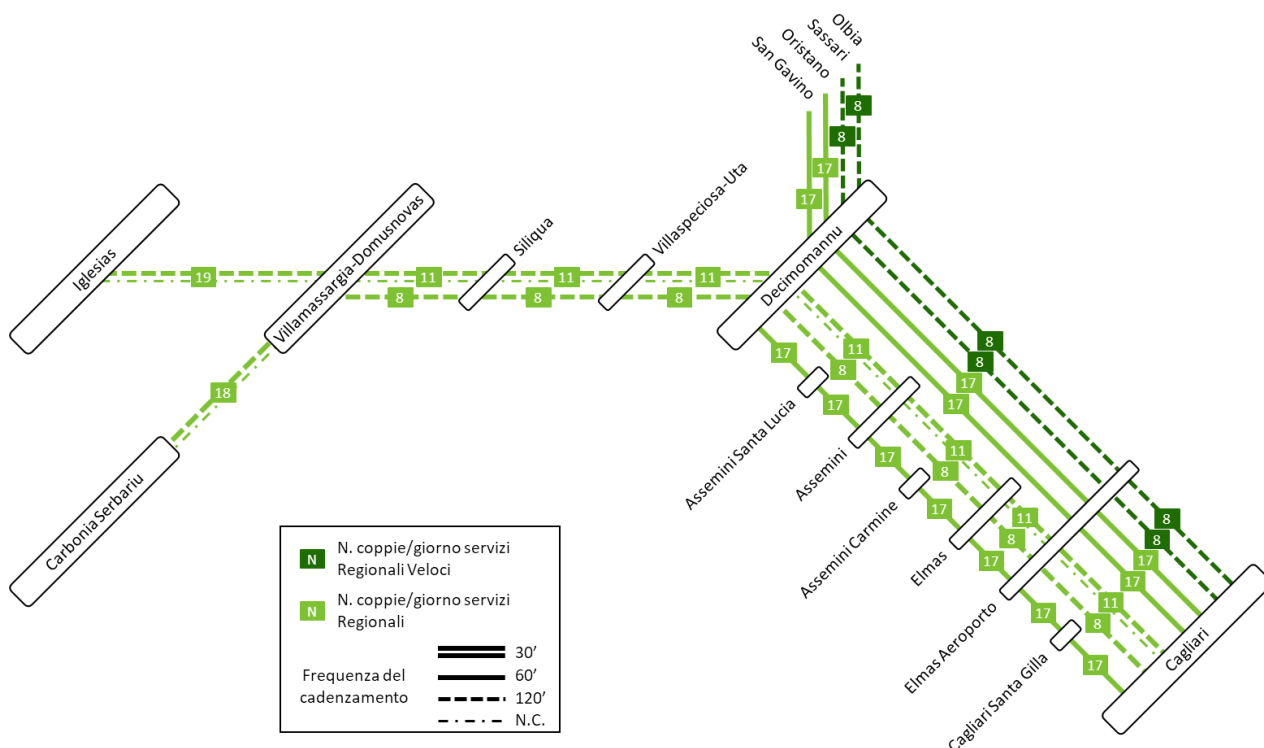 Olbia
Sassari
Oristano
San Gavino
8
8
17
17
Iglesias
19
Villamassargia-Domusnovas
11
8
Siliqua
11
8
Villaspeciosa-Uta
11
8
Decimomannu
18
Carbonia Serbariu
17
11
8
8
8
17
17
Assemini Santa Lucia
17
Assemini
11
8
17
Assemini Carmine
17
Elmas
11
8
17
Elmas Aeroporto
8
8
17
17
11
8
17
Cagliari Santa Gilla
17
Cagliari
N
N. coppie/giorno servizi
Regionali Veloci
N
N. coppie/giorno servizi
Regionali
Frequenza del
cadenzamento
30’
60’
120’
N.C.